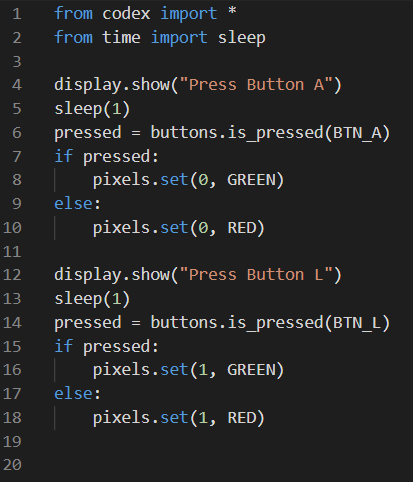 1 from codex import *
2 from time import sleep
3
4 display.show("Press Button A")
5 sleep(1)
6 pressed = buttons.is_pressed(BTN_A)
7 if pressed:
8     pixels.set(0, GREEN)
9 else:
10     pixels.set(0, RED)
11
12 display.show("Press Button L")
13 sleep(1)
14 pressed = buttons.is_pressed(BTN_L)
15 if pressed:
16     pixels.set(1, GREEN)
17 else:
18     pixels.set(1, RED)
19
20